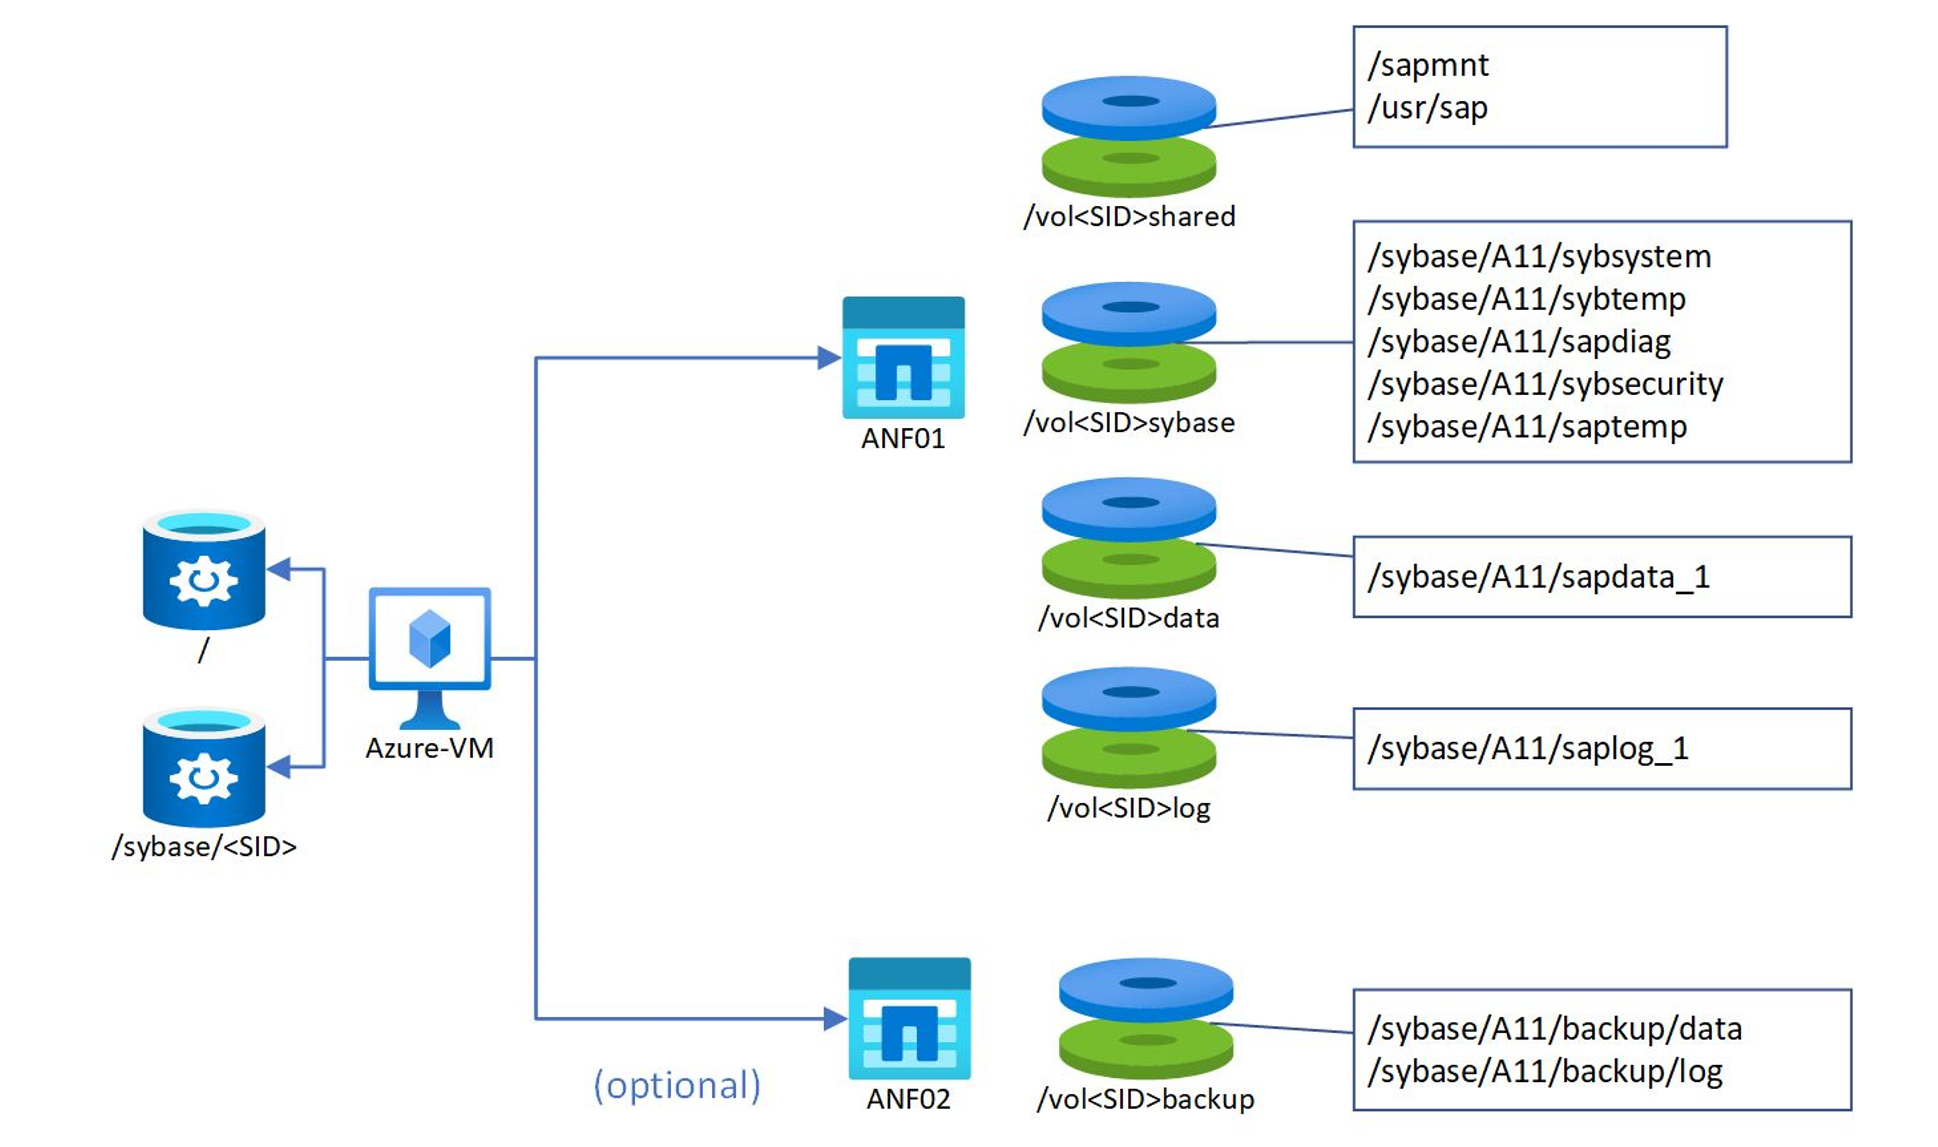 /sapmnt
/usr/sap
/vol<SID>shared
/sybase/A11/sybsystem
/sybase/A11/sybtemp
/sybase/A11/sapdiag
/sybase/A11/sybsecurity
/sybase/A11/saptemp
ANF01
/vol<SID>sybase
/sybase/A11/sapdata_1
/vol<SID>data
/
Azure-VM
/sybase/A11/saplog_1
/vol<SID>log
/sybase/<SID>
(optional)
ANF02
/vol<SID>backup
/sybase/A11/backup/data
/sybase/A11/backup/log